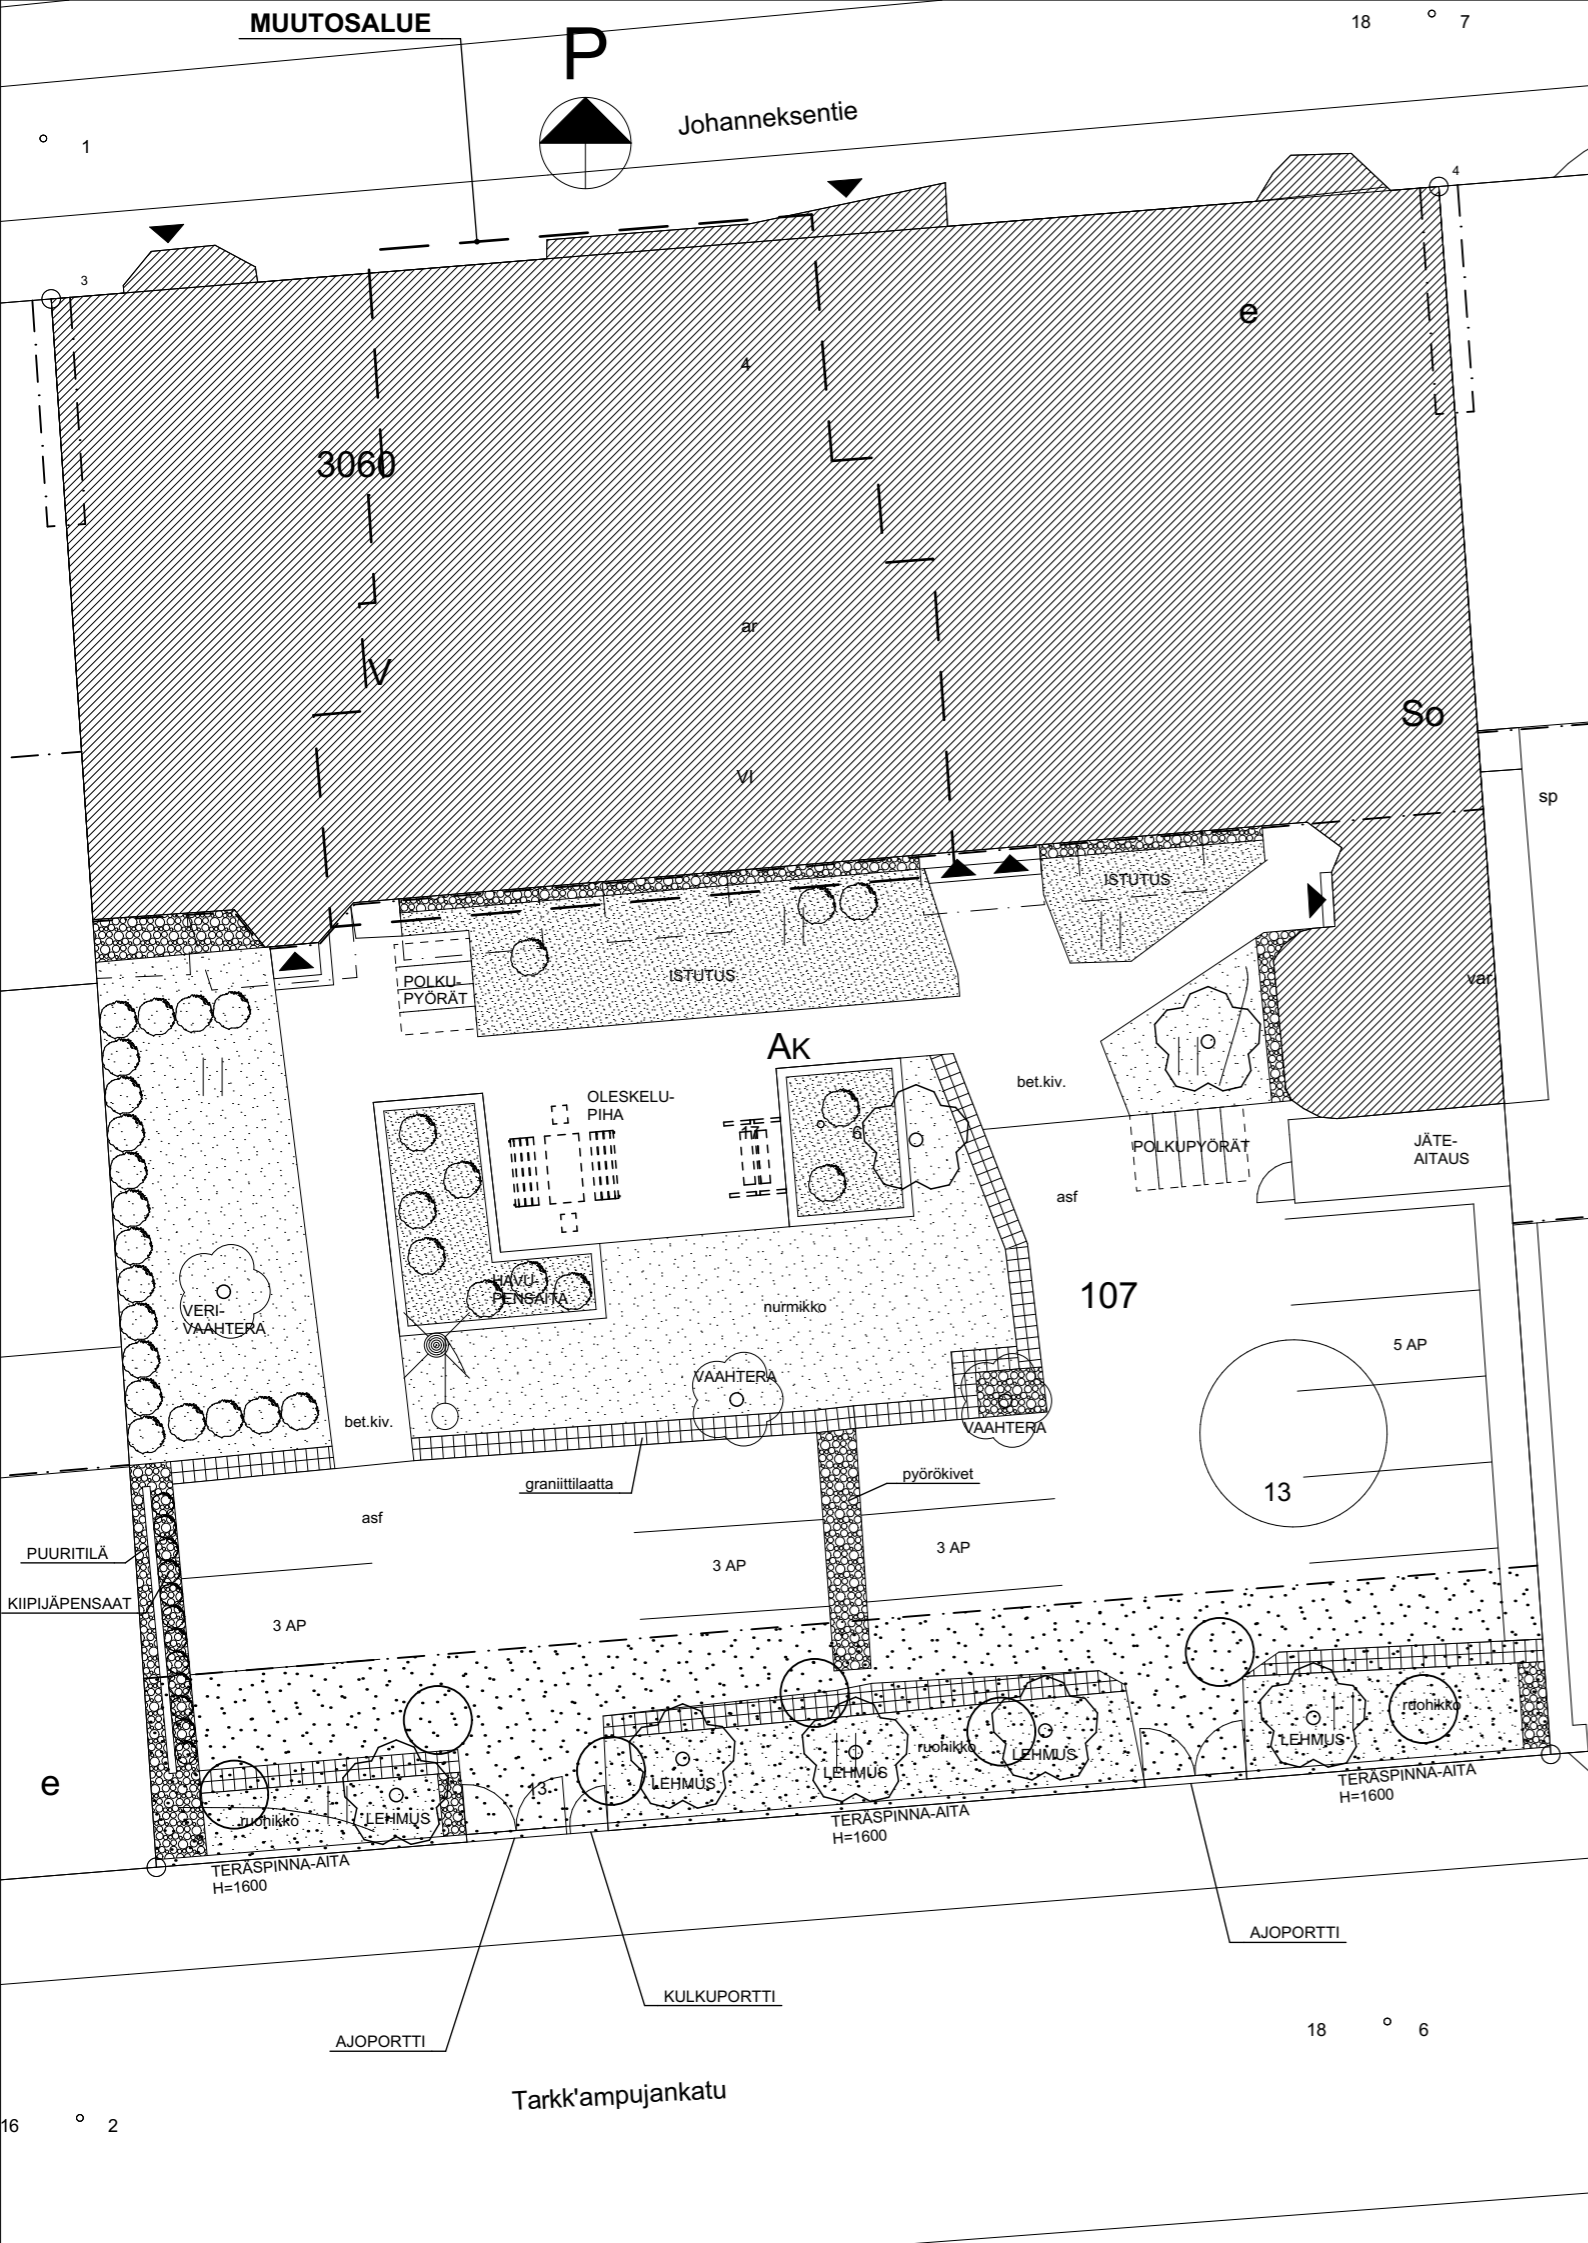 MUUTOSALUE
P
18 7
Johanneksentie
1
4
3
e
4
3060
ar
V
So
VI
sp
ISTUTUS
ISTUTUS
POLKU-
PYÖRÄT
var
AK
bet.kiv.
OLESKELU-
PIHA
17 6
POLKUPYÖRÄT
JÄTE-
AITAUS
asf
HAVU-
PENSAITA
107
nurmikko
VERI-
VAAHTERA
5 AP
VAAHTERA
bet.kiv.
VAAHTERA
graniittilaatta
pyörökivet
13
asf
PUURITILÄ
3 AP
3 AP
KIIPIJÄPENSAAT
3 AP
ruohikko
LEHMUS
ruohikko
LEHMUS
e
13
LEHMUS
LEHMUS
TERÄSPINNA-AITA
H=1600
ruohikko
LEHMUS
TERÄSPINNA-AITA
H=1600
TERÄSPINNA-AITA
H=1600
AJOPORTTI
KULKUPORTTI
AJOPORTTI
18 6
Tarkk'ampujankatu
16 2